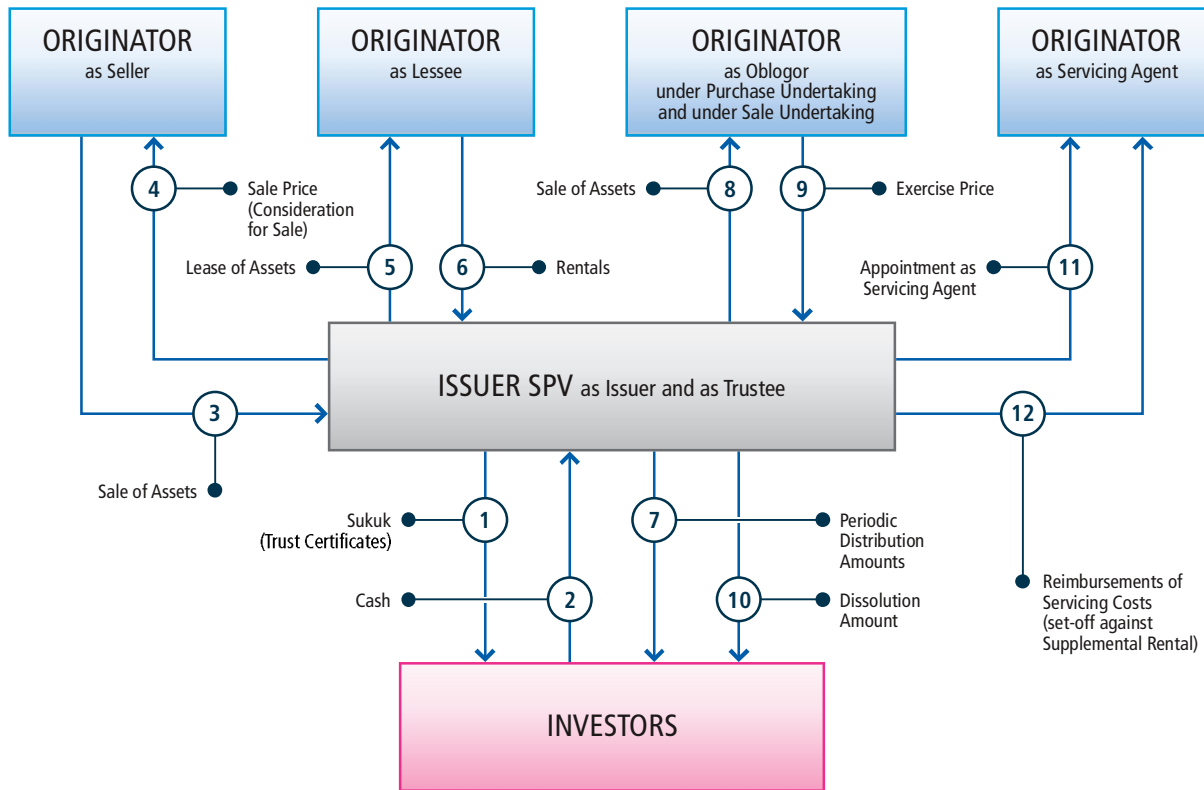 ORIGINATOR
as Seller
ORIGINATOR
as Lessee
ORIGINATOR
as Oblogor
under Purchase Undertaking
and under Sale Undertaking
ORIGINATOR
as Servicing Agent
4
Sale Price
(Consideration
for Sale)
Lease of Assets
5
6
Rentals
Sale of Assets
8
9
Exercise Price
Appointment as
Servicing Agent
11
ISSUER SPV as Issuer and as Trustee
3
Sale of Assets
12
Reimbursements of
Servicing Costs
(set-off against
Supplemental Rental)
Sukuk
(Trust Certificates)
1
Cash
2
7
Periodic
Distribution
Amounts
10
Dissolution
Amount
INVESTORS